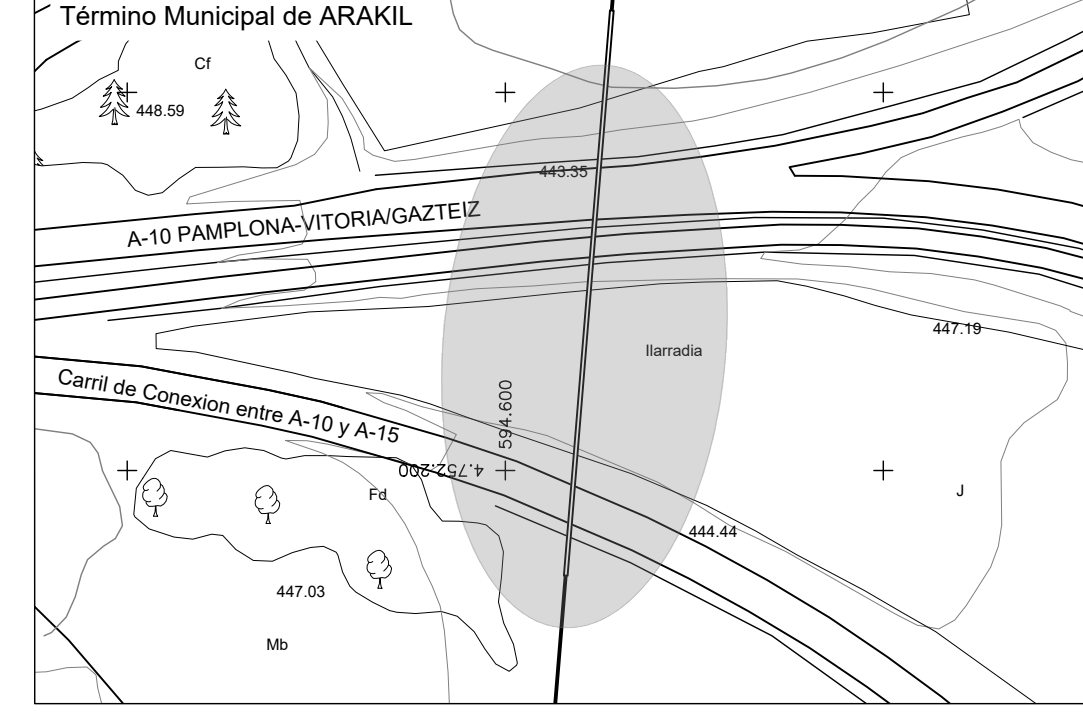 Término Municipal de ARAKIL
Cf
448.59
443.35
A-10 PAMPLONA-VITORIA/GAZTEIZ
447.19
Ilarradia
Carril de Conexion entre A-10 y A-15
594.600
4.752.200
Fd
J
444.44
447.03
Mb